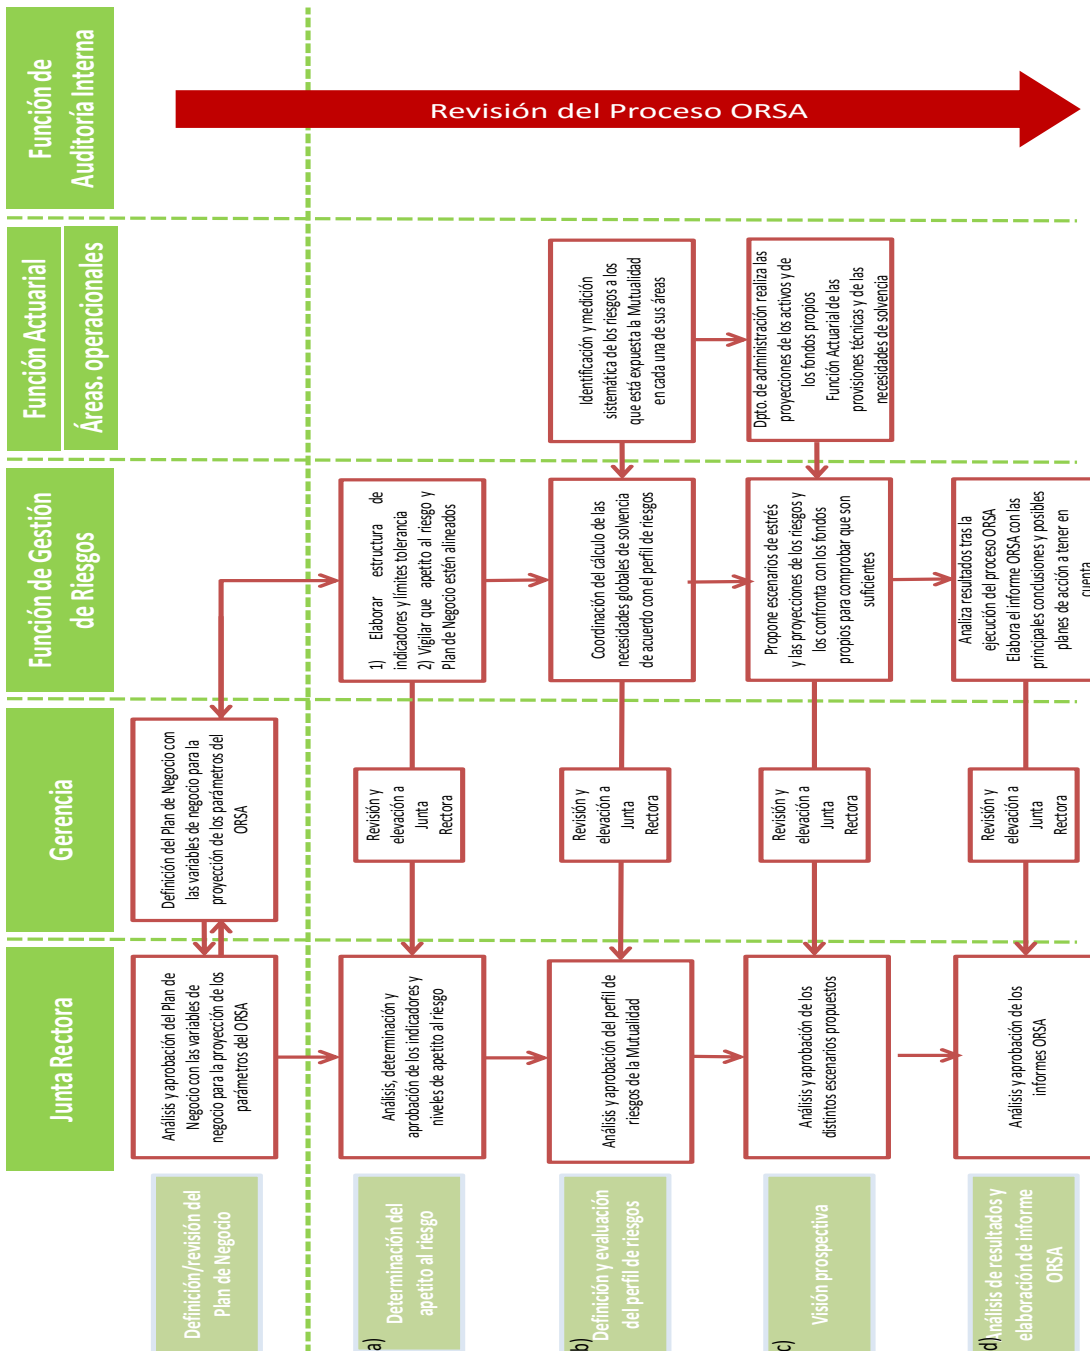 Junta Rectora
Gerencia
Función de Gestión
de Riesgos
Función Actuarial
Áreas. operacionales
Función de
Auditoría Interna
Definición/revisión del
Plan de Negocio
Análisis y aprobación del Plan de
Negocio con las variables de
negocio para la proyección de los
parámetros del ORSA
Definición del Plan de Negocio con
las variables de negocio para la
proyección de los parámetros del
ORSA
Revisión del Proceso ORSA
a)
Determinación del
apetito al riesgo
Análisis, determinación y
aprobación de los indicadores y
niveles de apetito al riesgo
Revisión y
elevación a
Junta
Rectora
1) Elaborar estructura de
indicadores y límites tolerancia
2) Vigilar que apetito al riesgo y
Plan de Negocio estén alineados
b)
Definición y evaluación
del perfil de riesgos
Análisis y aprobación del perfil de
riesgos de la Mutualidad
Revisión y
elevación a
Junta
Rectora
Coordinación del cálculo de las
necesidades globales de solvencia
de acuerdo con el perfil de riesgos
Identificación y medición
sistemática de los riesgos a los
que está expuesta la Mutualidad
en cada una de sus áreas
c)
Visión prospectiva
Análisis y aprobación de los
distintos escenarios propuestos
Revisión y
elevación a
Junta
Rectora
Propone escenarios de estrés
y las proyecciones de los riesgos y
los confronta con los fondos
propios para comprobar que son
suficientes
Dpto. de administración realiza las
proyecciones de los activos y de
los fondos propios
Función Actuarial de las
provisiones técnicas y de las
necesidades de solvencia
d)
Análisis de resultados y
elaboración de informe
ORSA
Análisis y aprobación de los
informes ORSA
Revisión y
elevación a
Junta
Rectora
Analiza resultados tras la
ejecución del proceso ORSA
Elabora el informe ORSA con las
principales conclusiones y posibles
planes de acción a tener en
cuenta